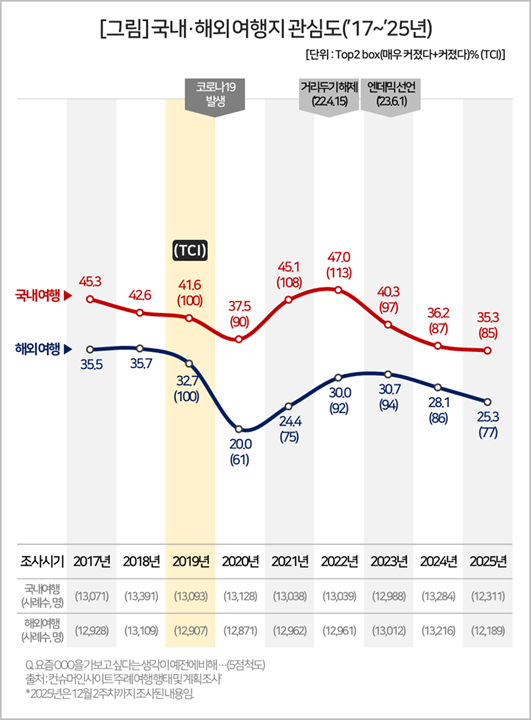 [그림] 국내·해외 여행지 관심도('17~'25년)
[단위 : Top2 box(매우 커졌다+커졌다)% (TCI)]
코로나19
발생
거리두기 해제
('22.4.15)
엔데믹 선언
('23.6.1)
(TCI)
국내여행
45.3
42.6
41.6
(100)
37.5
(90)
45.1
(108)
47.0
(113)
40.3
(97)
36.2
(87)
35.3
(85)
해외여행
35.5
35.7
32.7
(100)
20.0
(61)
24.4
(75)
30.0
(92)
30.7
(94)
28.1
(86)
25.3
(77)
조사시기 2017년 2018년 2019년 2020년 2021년 2022년 2023년 2024년 2025년
국내여행
(사례수, 명) (13,071) (13,391) (13,093) (13,128) (13,038) (13,039) (12,988) (13,284) (12,311)
해외여행
(사례수, 명) (12,928) (13,109) (12,907) (12,871) (12,962) (12,961) (13,012) (13,216) (12,189)
Q. 요즘 OOO을 가보고 싶다는 생각이 예전에 비해 … (5점 척도)
출처 : 컨슈머인사이트 '주례 여행 행태 및 계획 조사'
* 2025년은 12월 2주차까지 조사된 내용임.